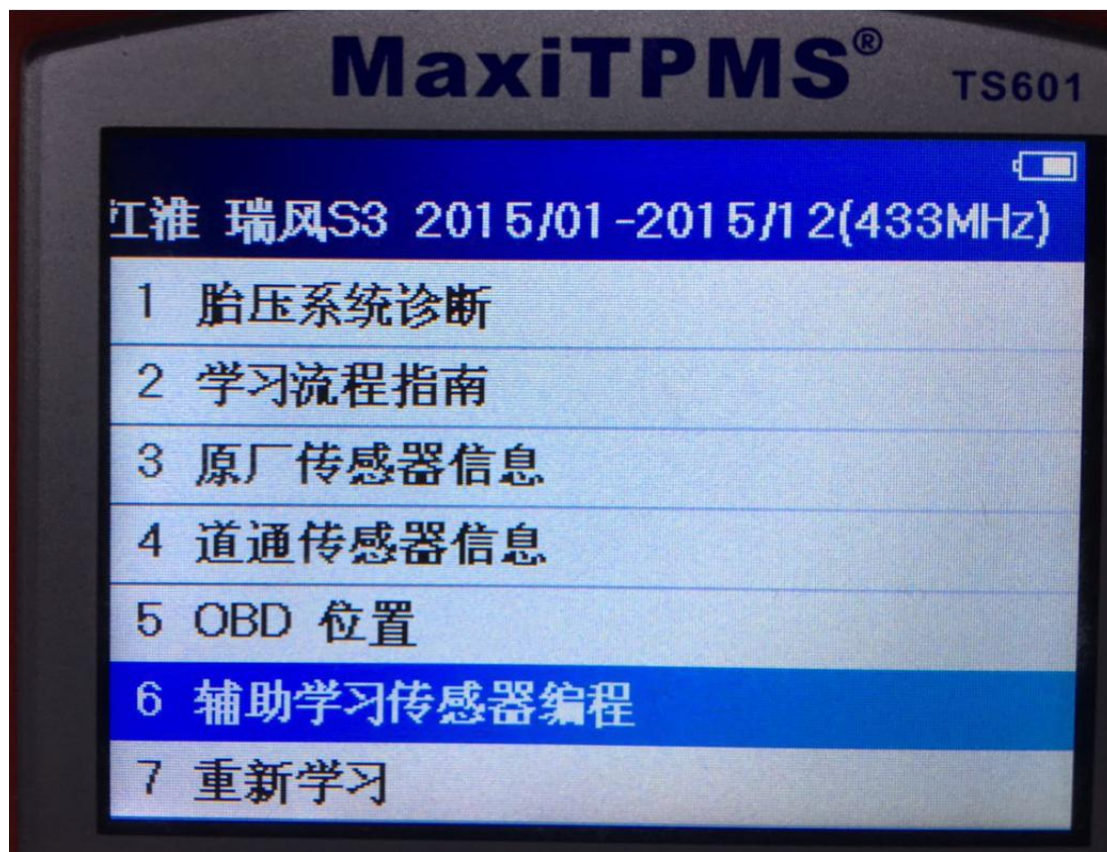 MaxiTPMS® TS601
江淮 瑞风S3 2015/01-2015/12(433MHz)
1 胎压系统诊断
2 学习流程指南
3 原厂传感器信息
4 道通传感器信息
5 OBD 位置
6 辅助学习传感器编程
7 重新学习